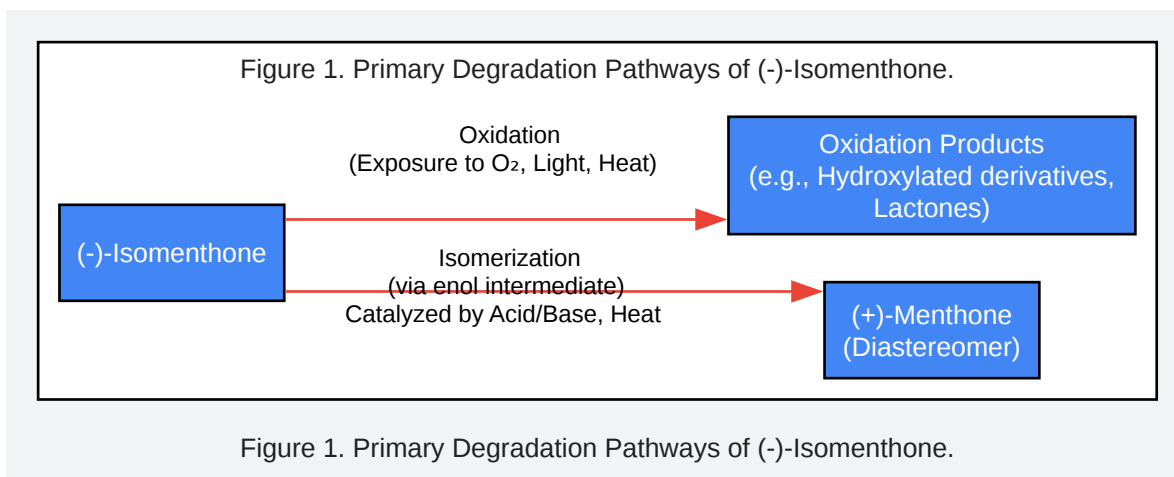 Figure 1. Primary Degradation Pathways of (-)-Isomenthone.
Oxidation
(Exposure to O₂, Light, Heat)
Oxidation Products
(e.g., Hydroxylated derivatives,
Lactones)
(-)-Isomenthone
Isomerization
(via enol intermediate)
Catalyzed by Acid/Base, Heat
(+)-Menthone
(Diastereomer)
Figure 1. Primary Degradation Pathways of (-)-Isomenthone.